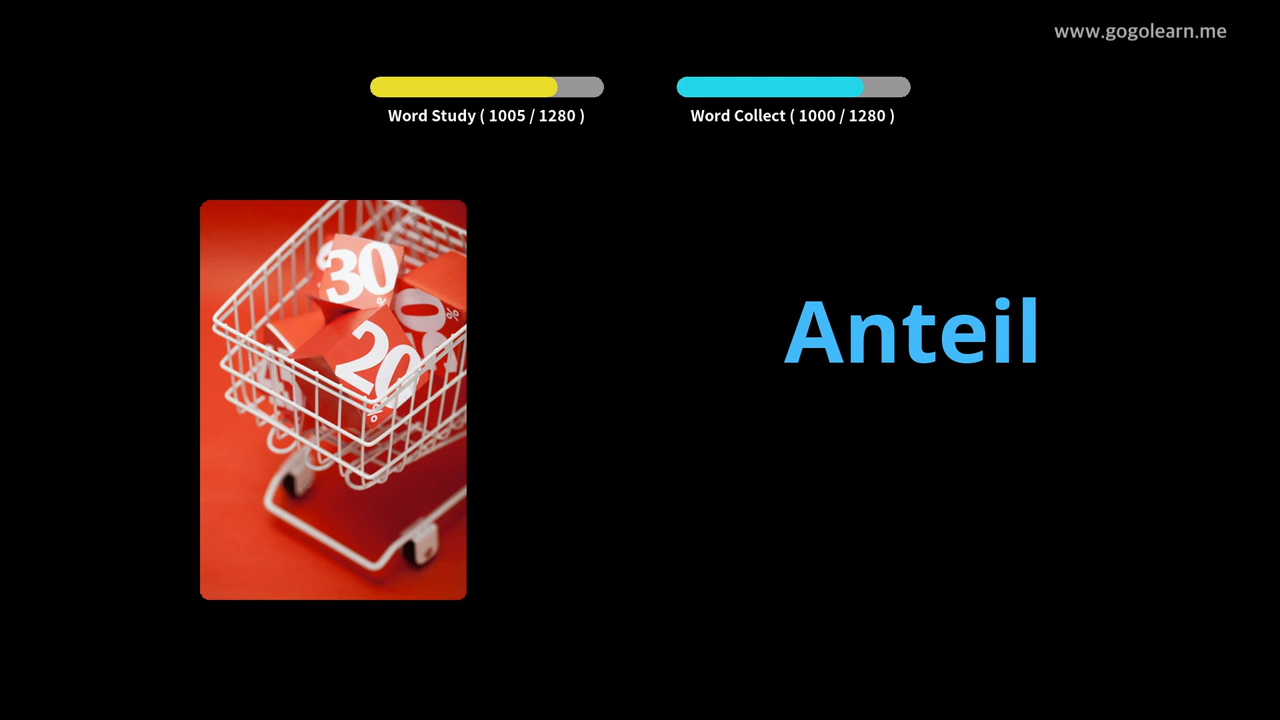 www.gogolearn.me
Word Study ( 1005 / 1280 )
Word Collect ( 1000 / 1280 )
30
%
20
%
Anteil